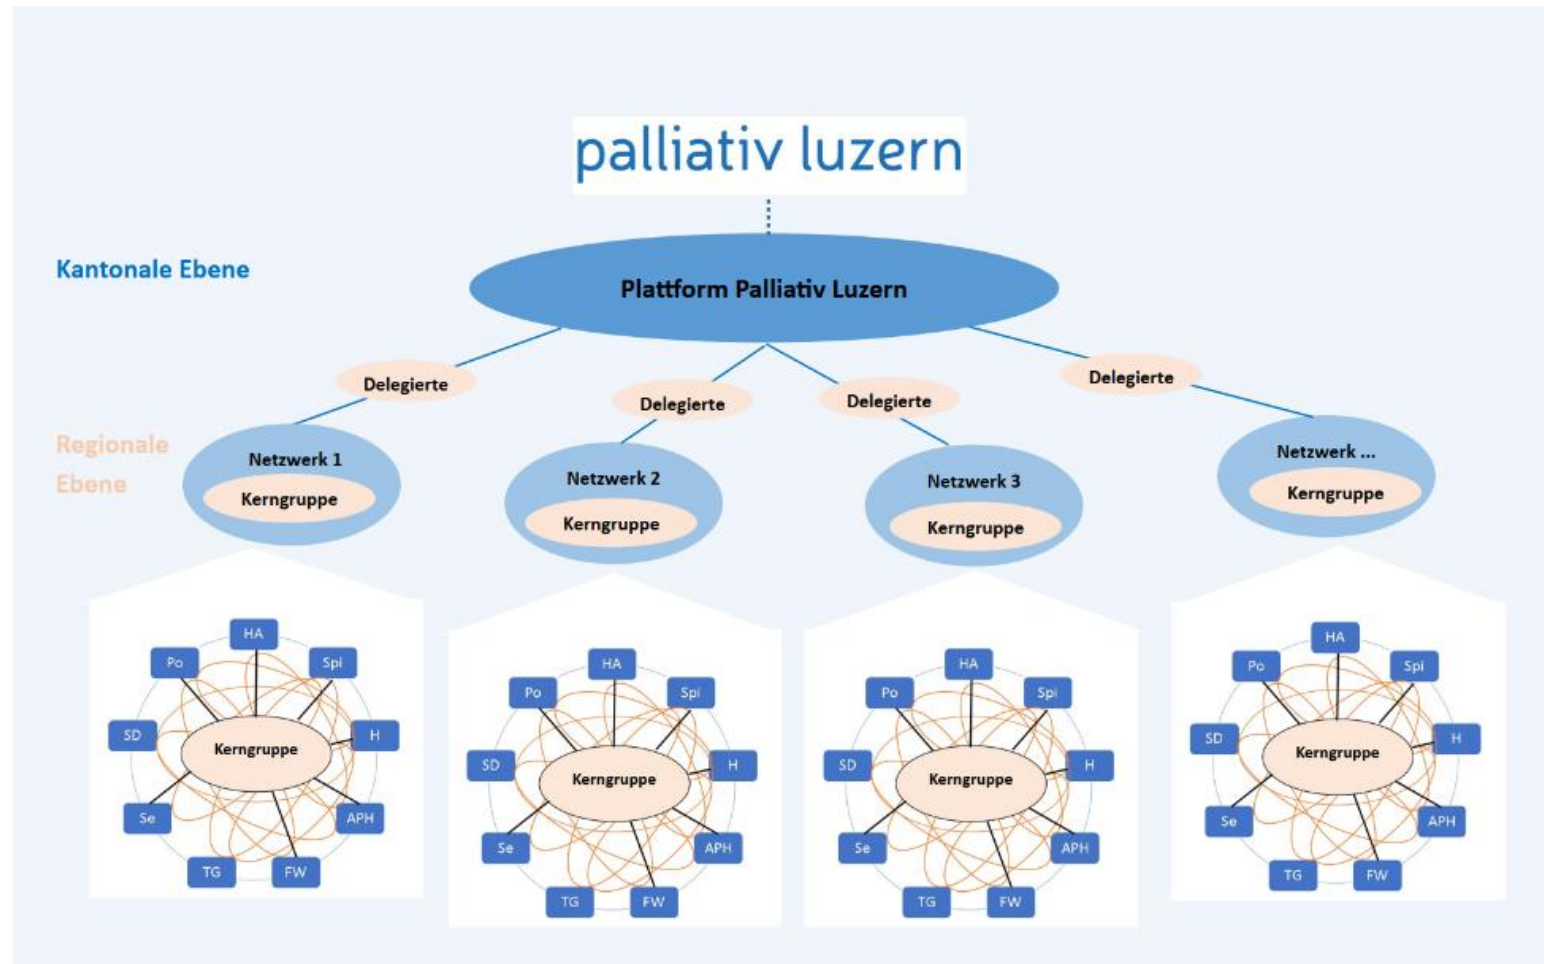 palliativ luzern
Kantonale Ebene
Plattform Palliativ Luzern
Delegierte
Delegierte
Delegierte
Delegierte
Regionale
Ebene
Netzwerk 1
Kerngruppe
Netzwerk 2
Kerngruppe
Netzwerk 3
Kerngruppe
Netzwerk ...
Kerngruppe
HA
Po
Spi
SD
Kerngruppe
H
Se
APH
TG
FW
HA
Po
Spi
SD
Kerngruppe
H
Se
APH
TG
FW
HA
Po
Spi
SD
Kerngruppe
H
Se
APH
TG
FW
HA
Po
Spi
SD
Kerngruppe
H
Se
APH
TG
FW